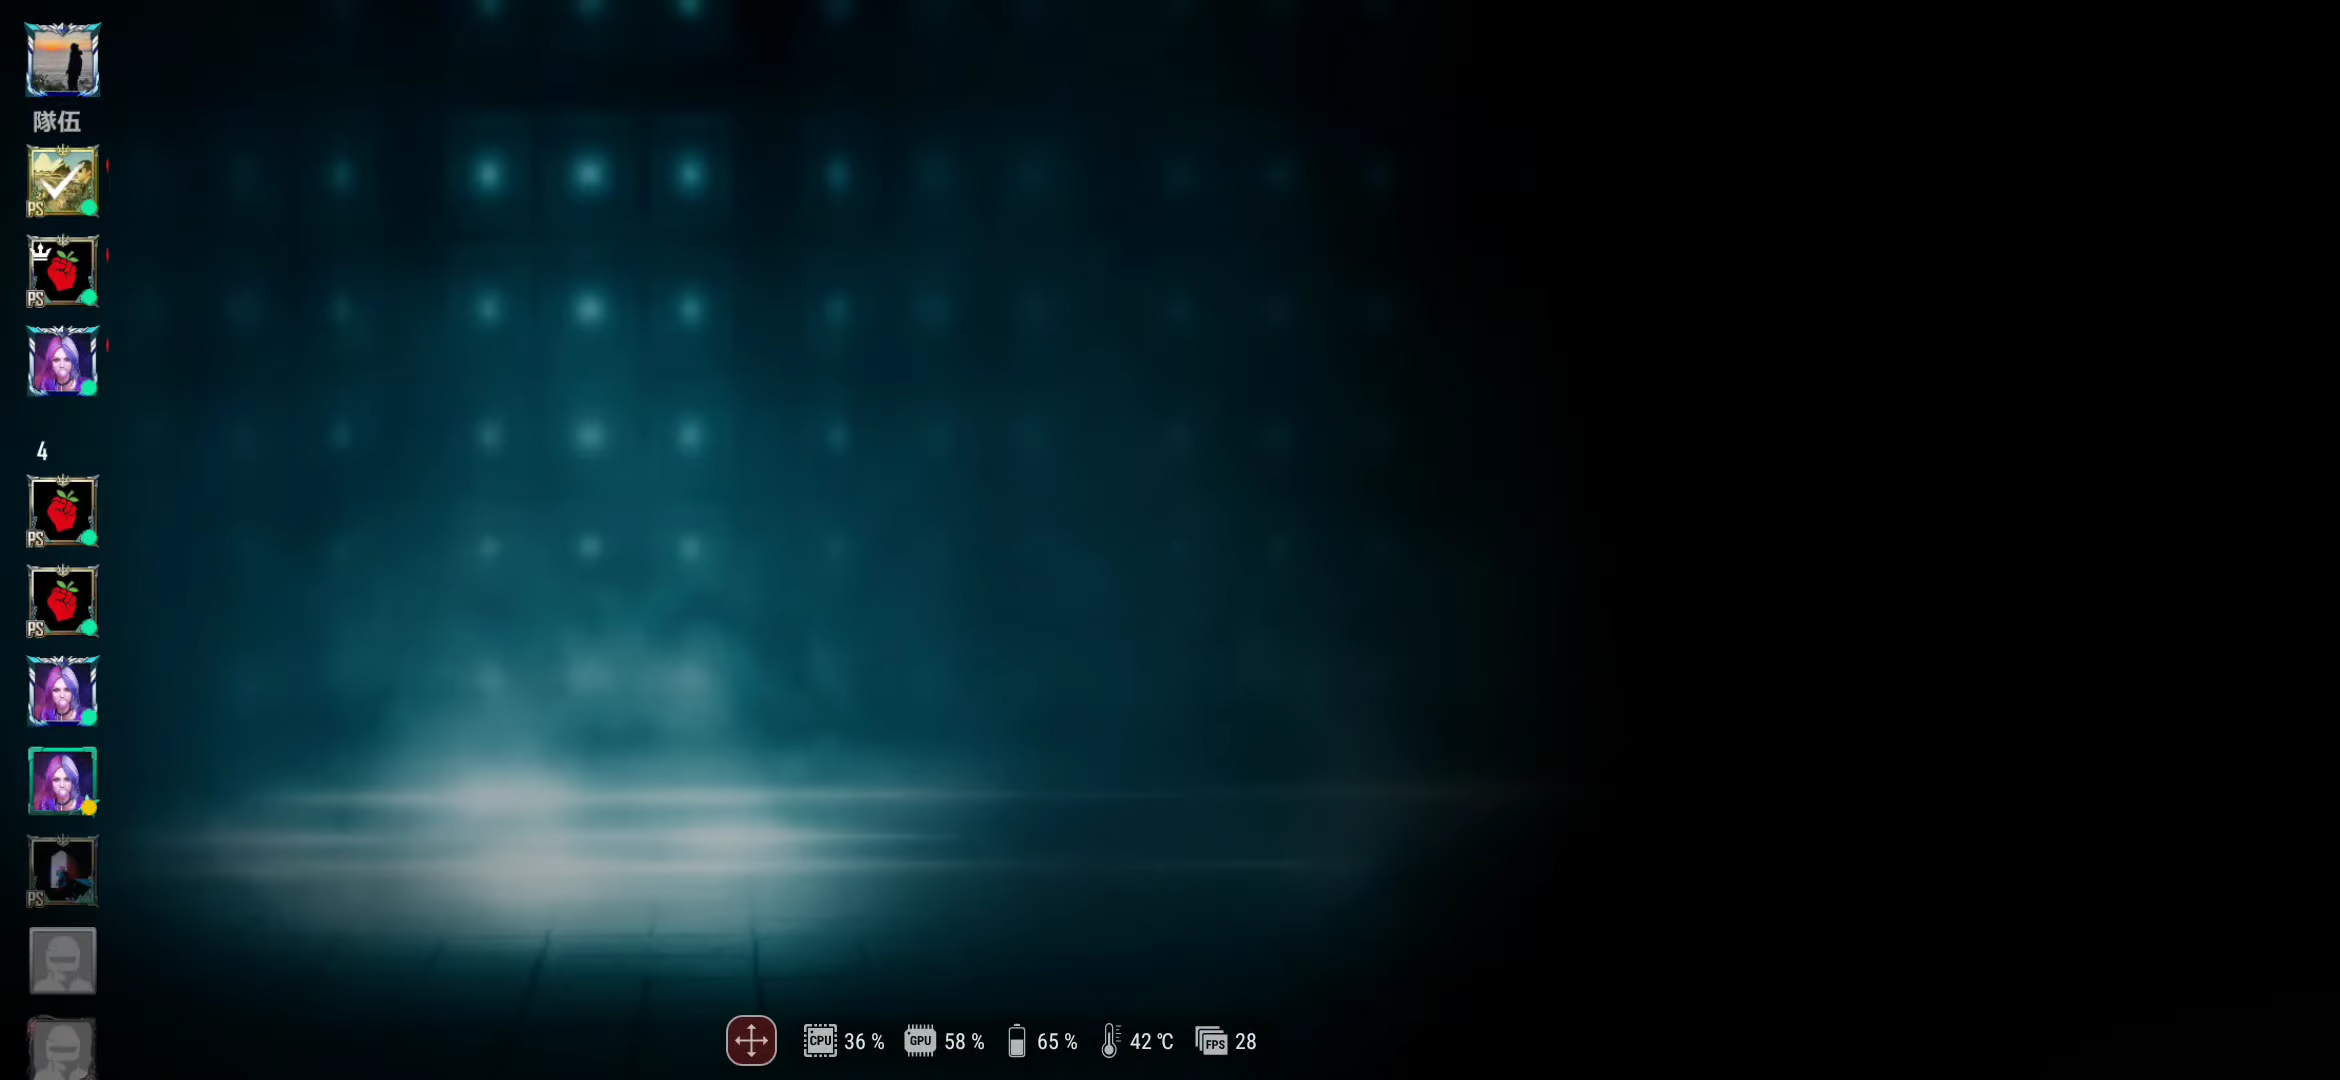 隊伍
PS
PS
4
PS
PS
PS
CPU 36 % GPU 58 % 65 % 42 ℃ FPS 28